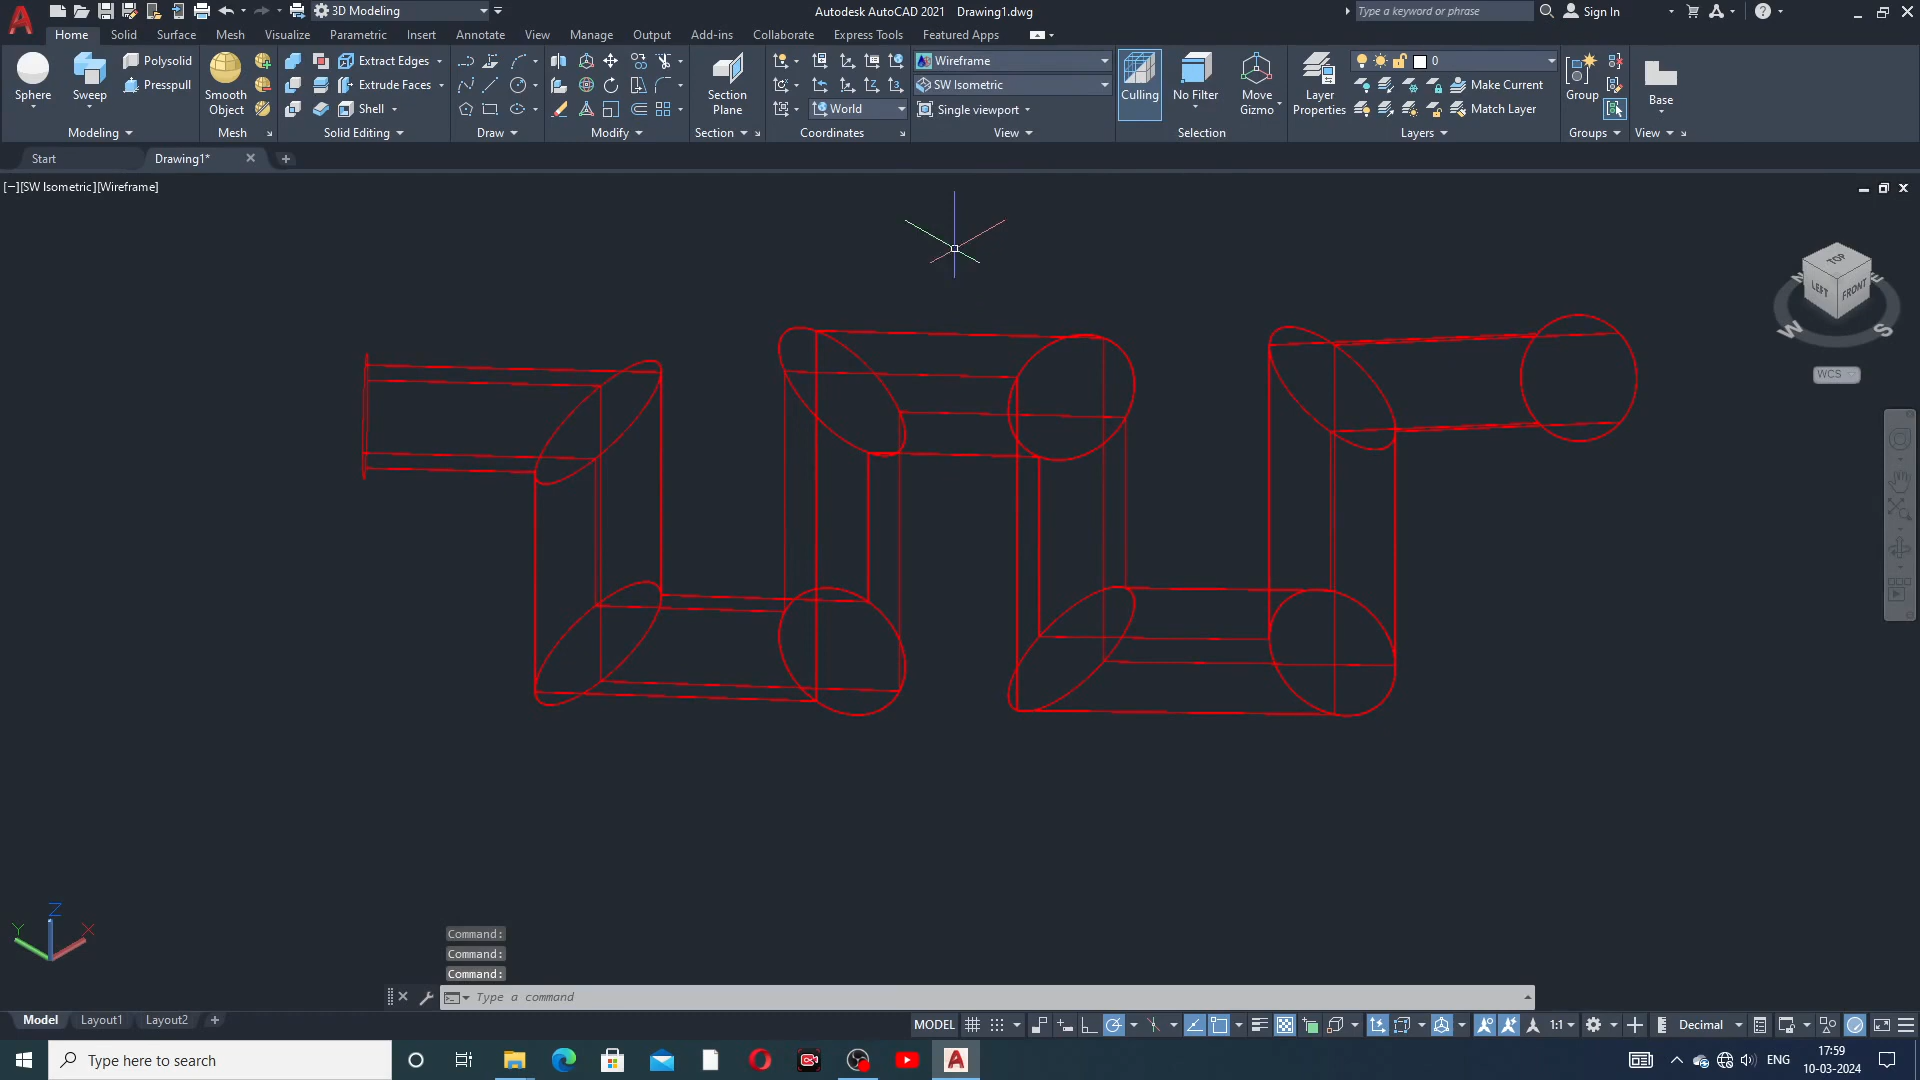 3D Modeling
Autodesk AutoCAD 2021 Drawing1.dwg
Type a keyword or phrase
Sign In
Home Solid Surface Mesh Visualize Parametric Insert Annotate View Manage Output Add-ins Collaborate Express Tools Featured Apps
Sphere
Sweep
Polysolid
Presspull
Modeling
Smooth
Object
Mesh
Extract Edges
Extrude Faces
Shell
Solid Editing
Draw
Modify
Section
Plane
Section
World
Coordinates
Wireframe
SW Isometric
Single viewport
View
Culling
No Filter
Move
Gizmo
Selection
Layer
Properties
0
Make Current
Match Layer
Layers
Group
Groups
Base
View
Start
Drawing1*
[−][SW Isometric][Wireframe]
TOP
LEFT
FRONT
N
E
W
S
WCS
Z
Y
X
Command:
Command:
Command:
Type a command
Model
Layout1
Layout2
MODEL
1:1
Decimal
Type here to search
ENG
17:59
10-03-2024